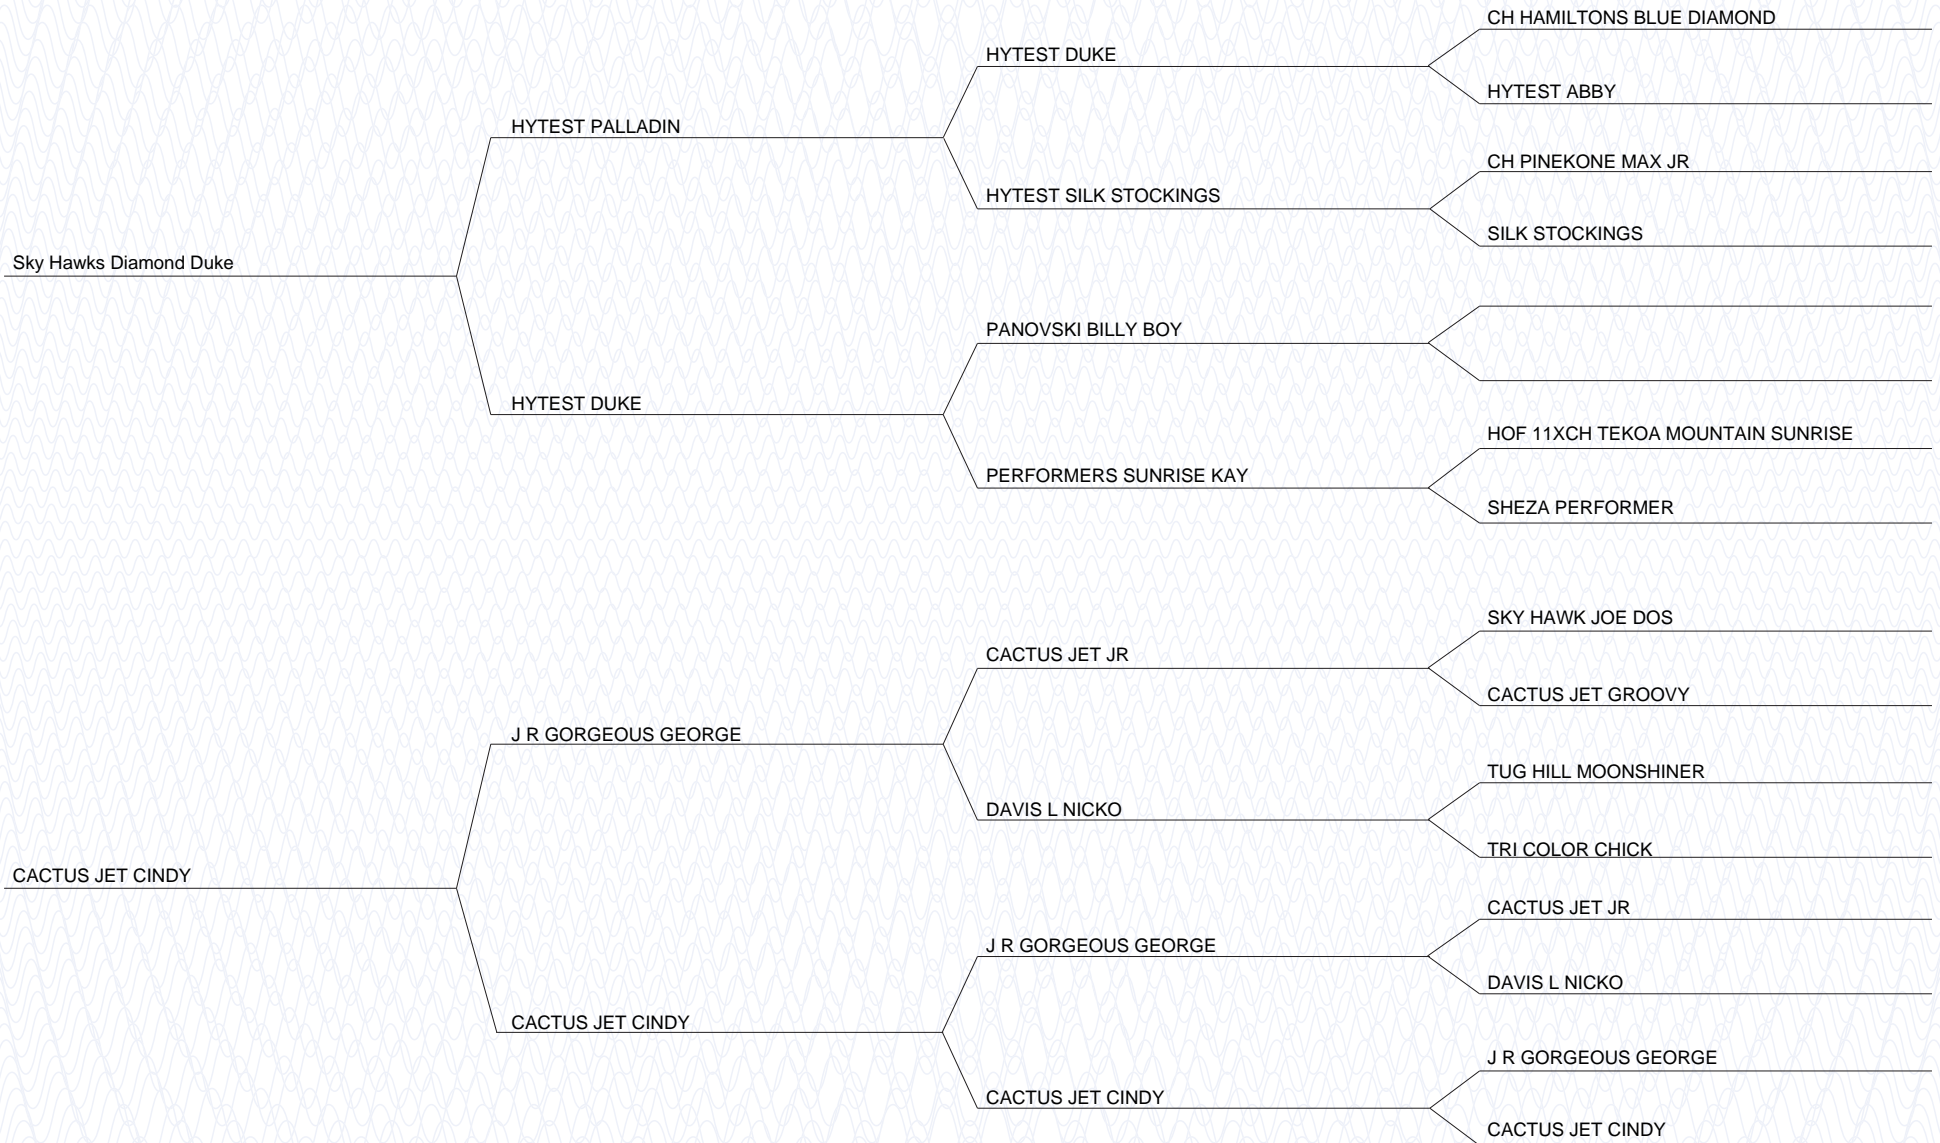 CH HAMILTONS BLUE DIAMOND
HYTEST DUKE
HYTEST ABBY
HYTEST PALLADIN
CH PINEKONE MAX JR
HYTEST SILK STOCKINGS
SILK STOCKINGS
Sky Hawks Diamond Duke
PANOVSKI BILLY BOY
HYTEST DUKE
HOF 11XCH TEKOA MOUNTAIN SUNRISE
PERFORMERS SUNRISE KAY
SHEZA PERFORMER
SKY HAWK JOE DOS
CACTUS JET JR
CACTUS JET GROOVY
J R GORGEOUS GEORGE
TUG HILL MOONSHINER
DAVIS L NICKO
TRI COLOR CHICK
CACTUS JET CINDY
CACTUS JET JR
J R GORGEOUS GEORGE
DAVIS L NICKO
CACTUS JET CINDY
J R GORGEOUS GEORGE
CACTUS JET CINDY
CACTUS JET CINDY